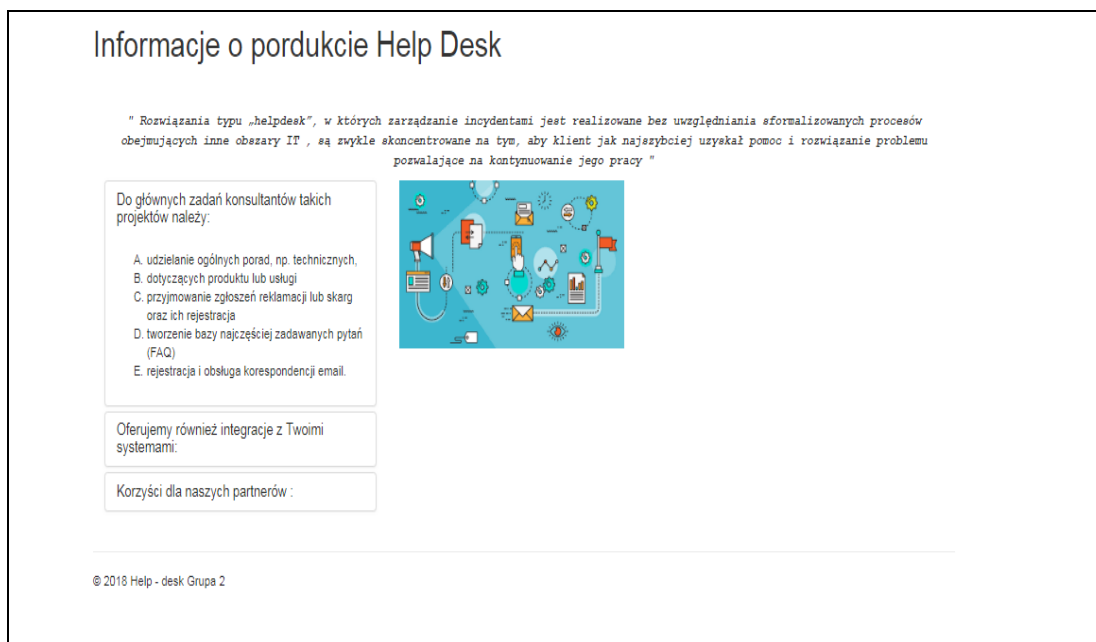 Informacje o pordukcie Help Desk
" Rozwiązania typu „helpdesk”, w których zarządzanie incydentami jest realizowane bez uwzględniania sformalizowanych procesów
obejmujących inne obszary IT , są zwykle skoncentrowane na tym, aby klient jak najszybciej uzyskał pomoc i rozwiązanie problemu
pozwalające na kontynuowanie jego pracy "
Do głównych zadań konsultantów takich
projektów należy:
A. udzielanie ogólnych porad, np. technicznych,
B. dotyczących produktu lub usługi
C. przyjmowanie zgłoszeń reklamacji lub skarg
oraz ich rejestracja
D. tworzenie bazy najczęściej zadawanych pytań
(FAQ)
E. rejestracja i obsługa korespondencji email.
Oferujemy również integracje z Twoimi
systemami:
Korzyści dla naszych partnerów :
© 2018 Help - desk Grupa 2